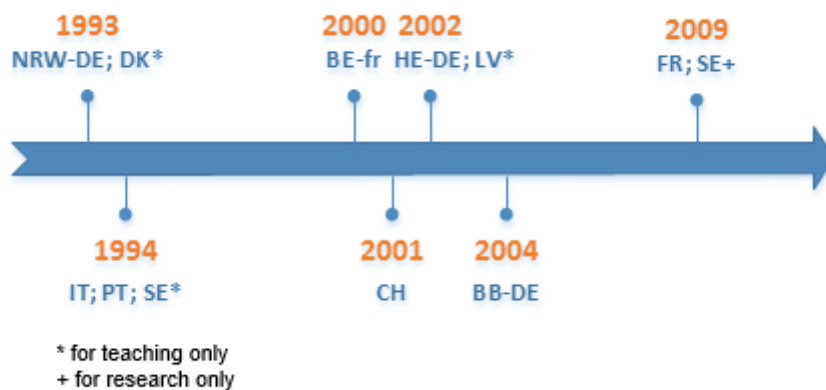 1993
NRW-DE; DK*
2000
BE-fr
2002
HE-DE; LV*
2009
FR; SE+
1994
IT; PT; SE*
2001
CH
2004
BB-DE
* for teaching only
+ for research only